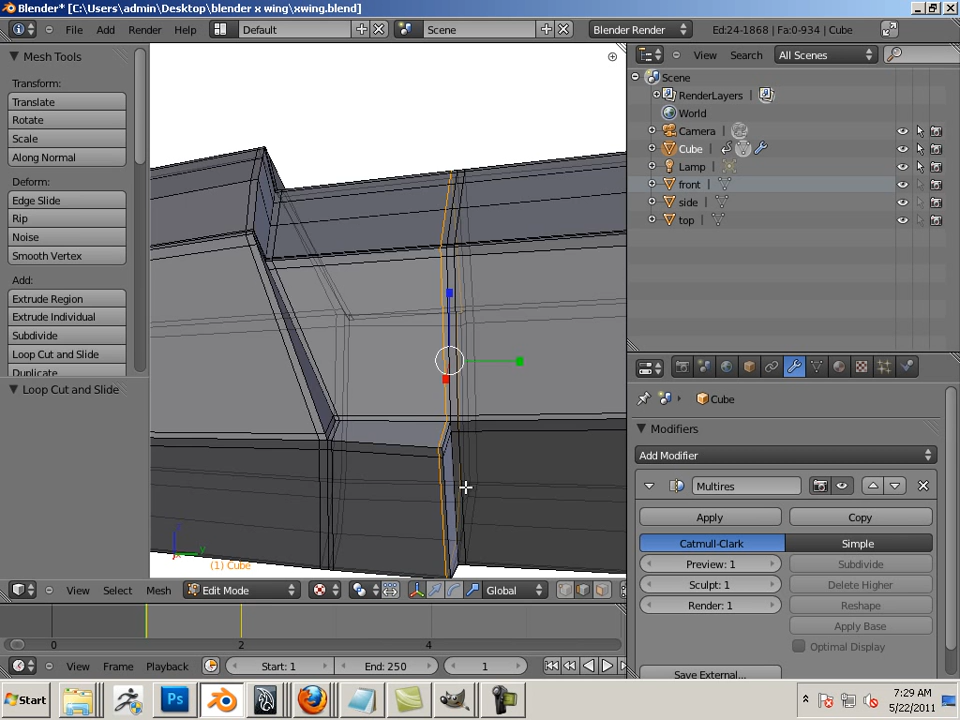 Blender* [C:\Users\admin\Desktop\blender x wing\xwing.blend]
File Add Render Help Default Scene Blender Render Ed:24-1868 | Fa:0-934 | Cube
Mesh Tools
Transform:
Translate
Rotate
Scale
Along Normal
Deform:
Edge Slide
Rip
Noise
Smooth Vertex
Add:
Extrude Region
Extrude Individual
Subdivide
Loop Cut and Slide
Duplicate
Loop Cut and Slide
(1) Cube
View Select Mesh Edit Mode Global
0 2 4
View Frame Playback Start: 1 End: 250 1
View Search All Scenes
Scene
RenderLayers |
World
Camera
Cube
Lamp
front
side
top
Cube
Modifiers
Add Modifier
Multires
Apply Copy
Catmull-Clark Simple
Preview: 1 Subdivide
Sculpt: 1 Delete Higher
Render: 1 Reshape
Apply Base
Optimal Display
Save External...
Start Ps 7:29 AM
5/22/2011